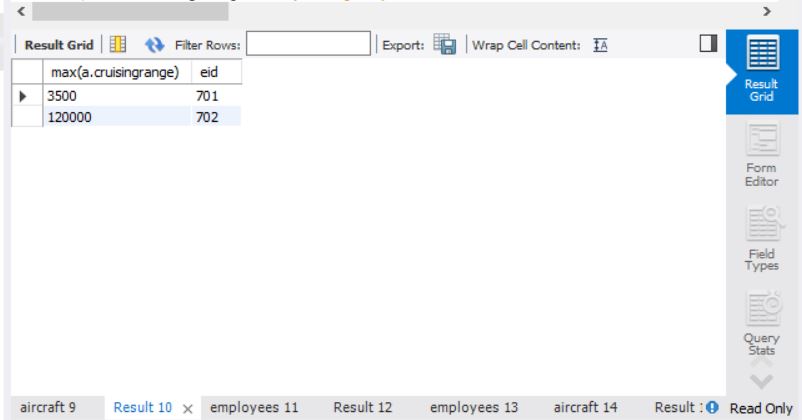 Result Grid Filter Rows: Export: Wrap Cell Content: IA
max(a.cruisingrange) eid
3500 701
120000 702
Result
Grid
Form
Editor
Field
Types
Query
Stats
aircraft 9 Result 10 × employees 11 Result 12 employees 13 aircraft 14 Result : Read Only